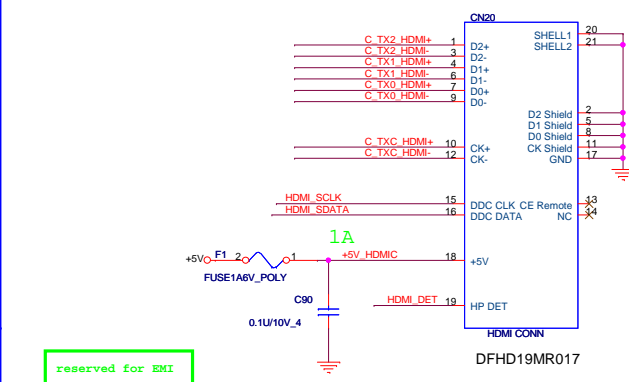 CN20
C_TX2_HDMI+ 1 D2+ SHELL1 20
C_TX2_HDMI- 3 D2- SHELL2 21
C_TX1_HDMI+ 4 D1+
C_TX1_HDMI- 6 D1-
C_TX0_HDMI+ 7 D0+
C_TX0_HDMI- 9 D0-
D2 Shield 2
D1 Shield 5
D0 Shield 8
C_TXC_HDMI+ 10 CK+ CK Shield 11
C_TXC_HDMI- 12 CK- GND 17
HDMI_SCLK 15 DDC CLK CE Remote 13
HDMI_SDATA 16 DDC DATA NC 14
1A
+5V F1 2 1 +5V_HDMIC 18 +5V
FUSE1A6V_POLY
C90
HDMI_DET 19 HP DET
0.1U/10V_4
HDMI CONN
DFHD19MR017
reserved for EMI